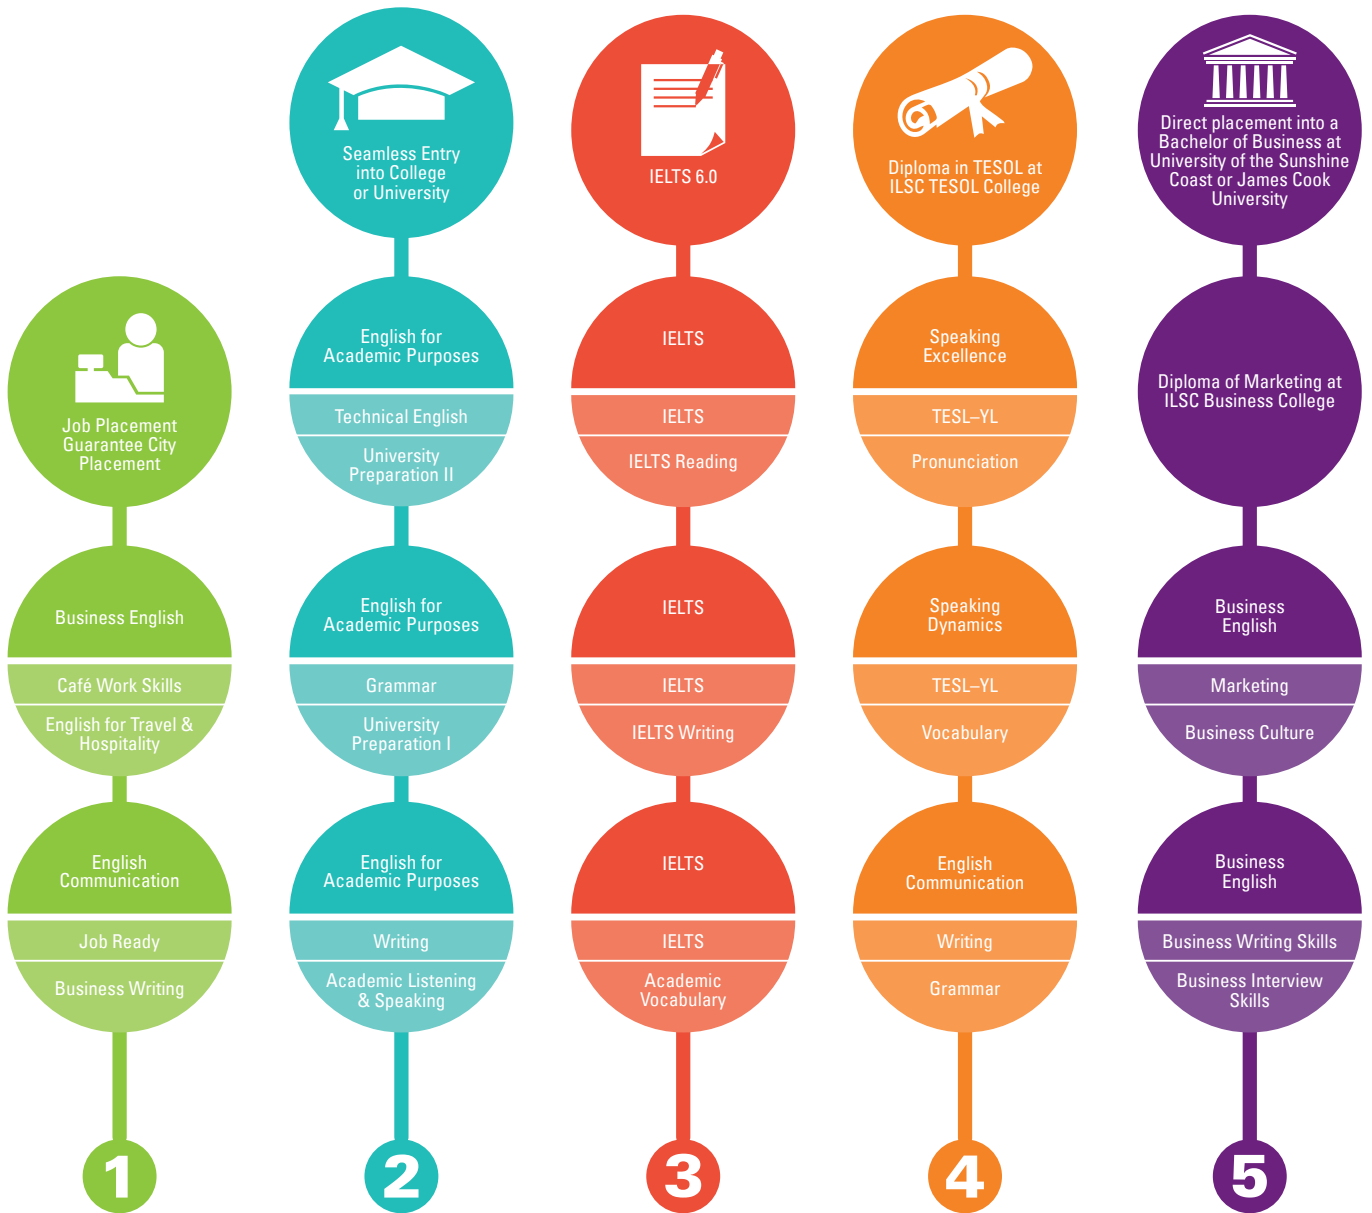 Job Placement
Guarantee City
Placement
Business English
Café Work Skills
English for Travel &
Hospitality
English
Communication
Job Ready
Business Writing
1
Seamless Entry
into College
or University
English for
Academic Purposes
Technical English
University
Preparation II
English for
Academic Purposes
Grammar
University
Preparation I
English for
Academic Purposes
Writing
Academic Listening
& Speaking
2
IELTS 6.0
IELTS
IELTS
IELTS Reading
IELTS
IELTS
IELTS Writing
IELTS
IELTS
Academic
Vocabulary
3
Diploma in TESOL at
ILSC TESOL College
Speaking
Excellence
TESL–YL
Pronunciation
Speaking
Dynamics
TESL–YL
Vocabulary
English
Communication
Writing
Grammar
4
Direct placement into a
Bachelor of Business at
University of the Sunshine
Coast or James Cook
University
Diploma of Marketing at
ILSC Business College
Business
English
Marketing
Business Culture
Business
English
Business Writing Skills
Business Interview
Skills
5